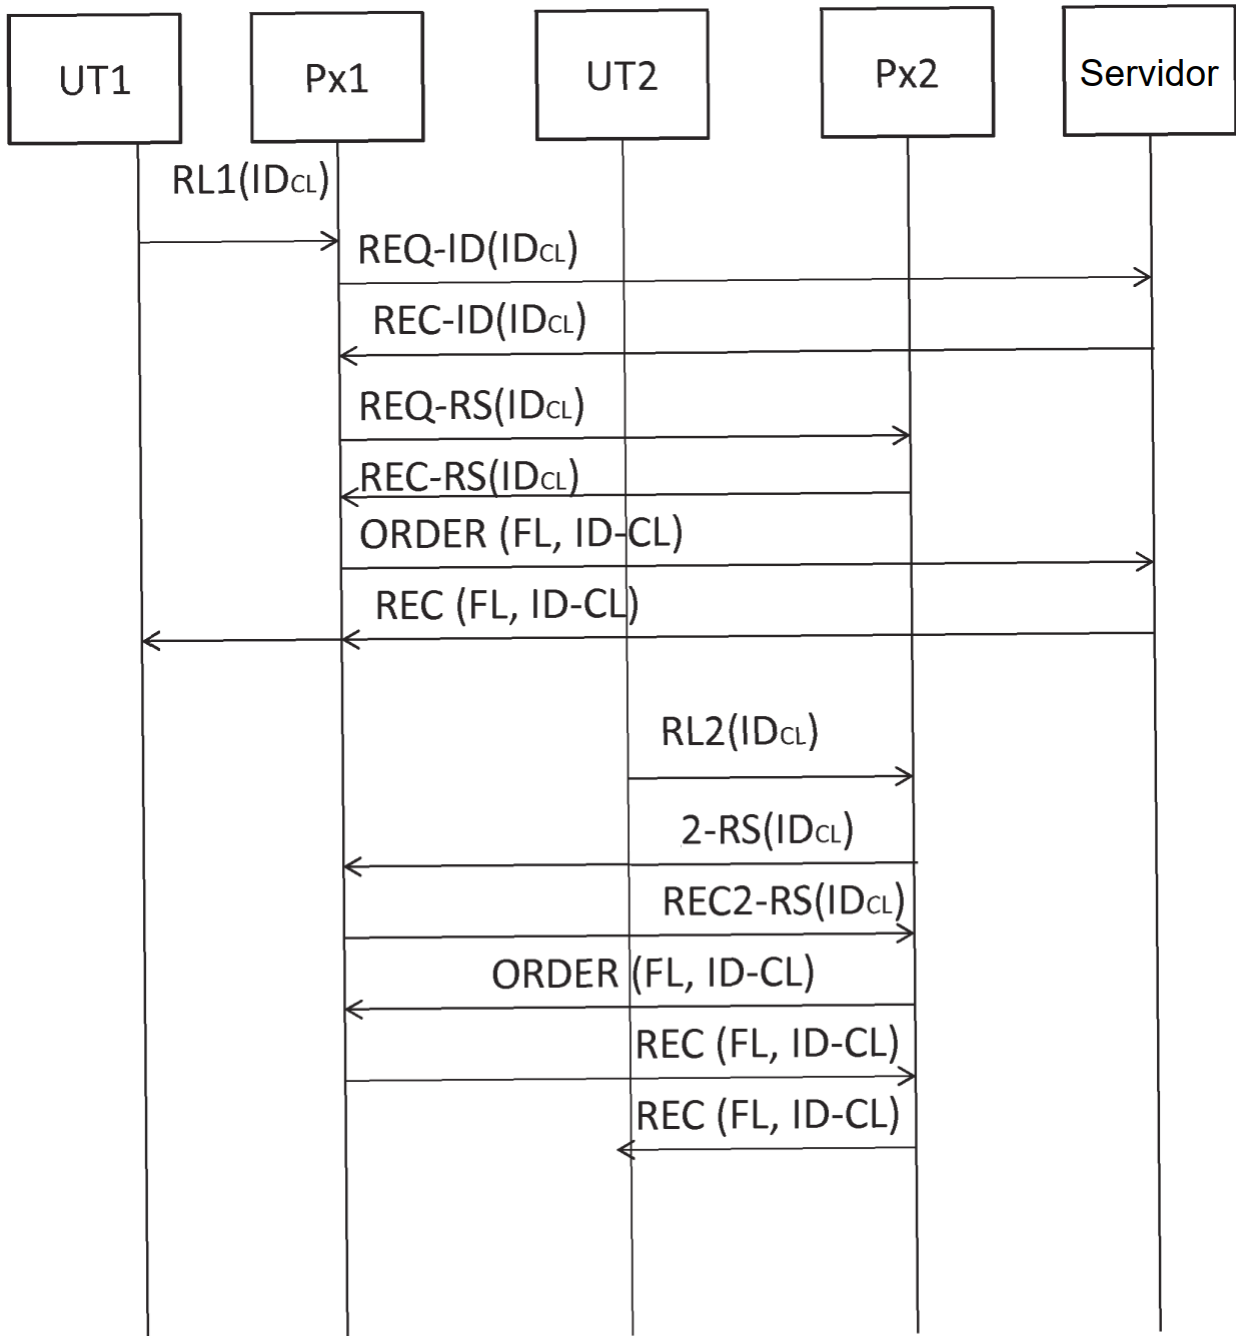 UT1 Px1 UT2 Px2 Servidor
RL1(IDCL)
REQ-ID(IDCL)
REC-ID(IDCL)
REQ-RS(IDCL)
REC-RS(IDCL)
ORDER (FL, ID-CL)
REC (FL, ID-CL)
RL2(IDCL)
2-RS(IDCL)
REC2-RS(IDCL)
ORDER (FL, ID-CL)
REC (FL, ID-CL)
REC (FL, ID-CL)